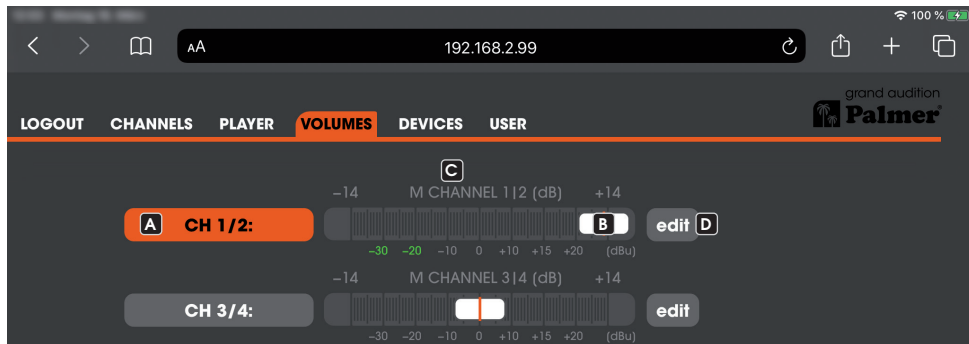 100 %
AA 192.168.2.99
grand audition
Palmer
LOGOUT CHANNELS PLAYER VOLUMES DEVICES USER
C
−14 M CHANNEL 1|2 (dB) +14
A CH 1/2: B edit D
−30 −20 −10 0 +10 +15 +20 (dBu)
−14 M CHANNEL 3|4 (dB) +14
CH 3/4: edit
−30 −20 −10 0 +10 +15 +20 (dBu)